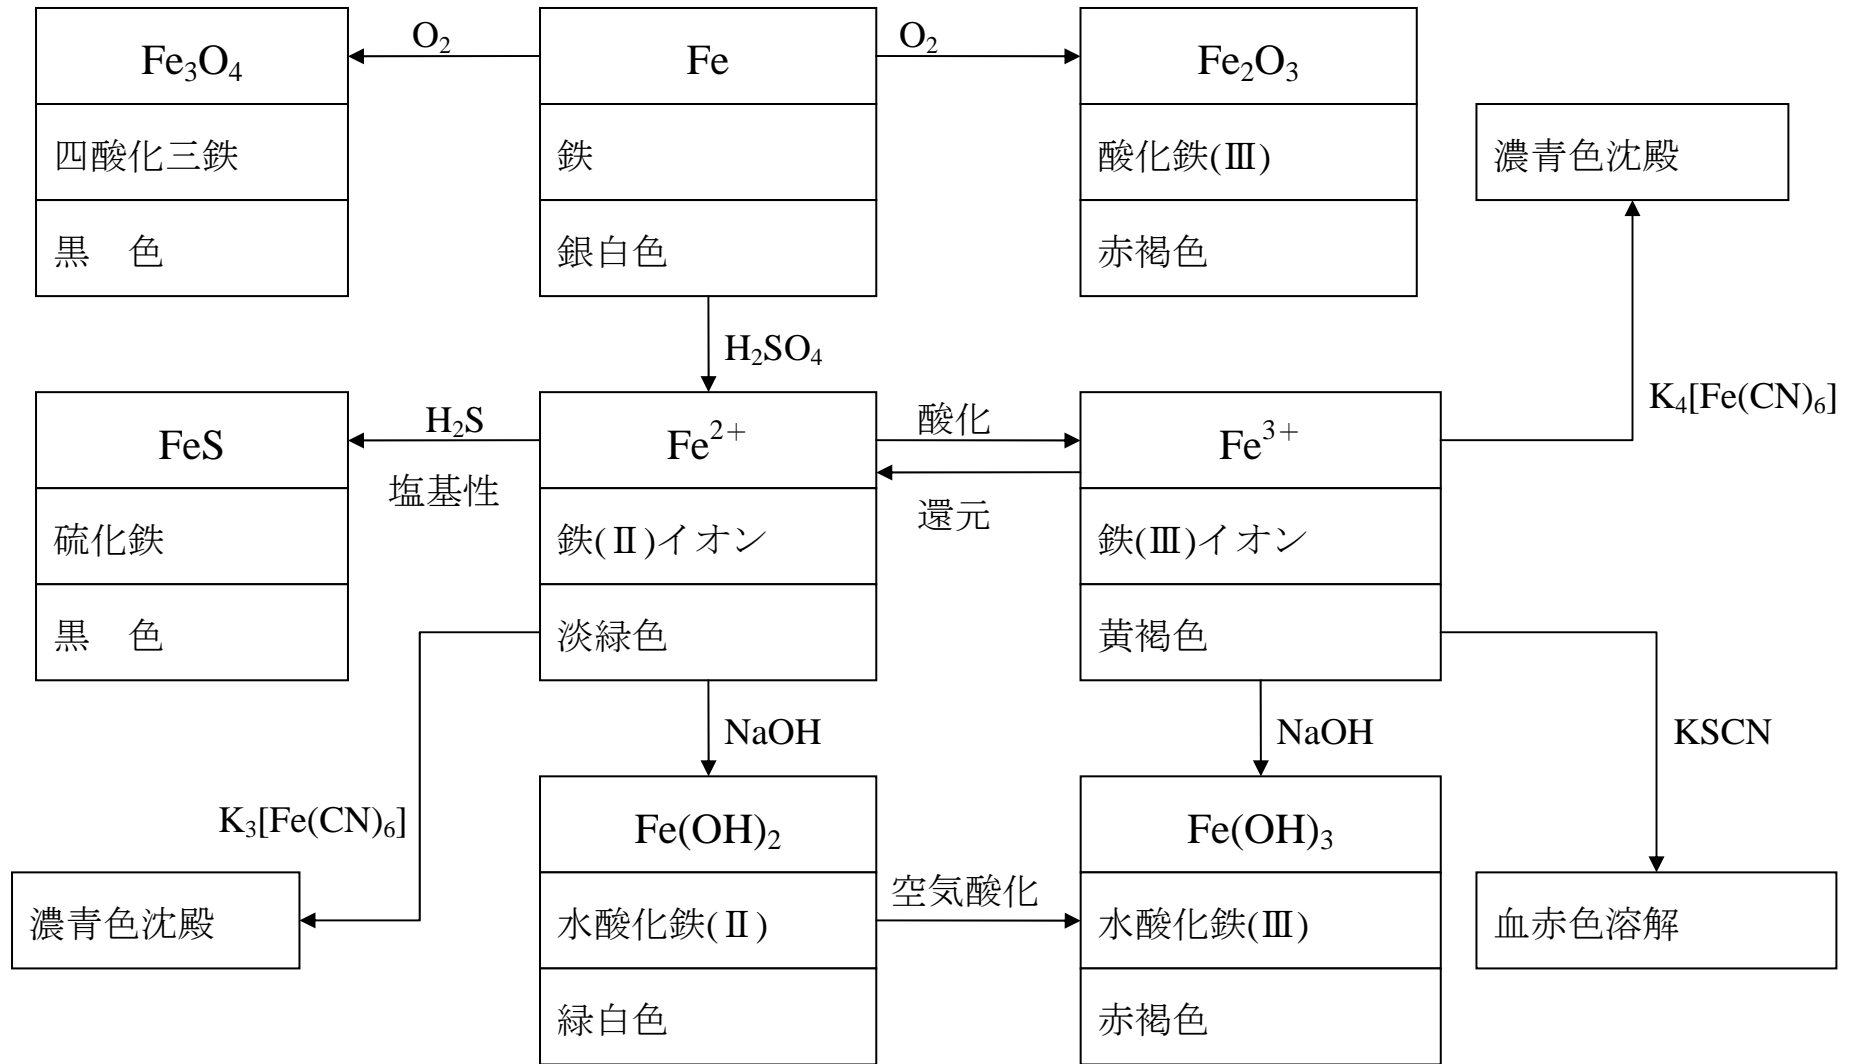 Fe₃O₄
四酸化三鉄
黒　色
O₂
Fe
鉄
銀白色
O₂
Fe₂O₃
酸化鉄(Ⅲ)
赤褐色
濃青色沈殿
H₂SO₄
K₄[Fe(CN)₆]
FeS
硫化鉄
黒　色
H₂S
塩基性
Fe²⁺
鉄(Ⅱ)イオン
淡緑色
酸化
還元
Fe³⁺
鉄(Ⅲ)イオン
黄褐色
NaOH
NaOH
KSCN
K₃[Fe(CN)₆]
濃青色沈殿
Fe(OH)₂
水酸化鉄(Ⅱ)
緑白色
空気酸化
Fe(OH)₃
水酸化鉄(Ⅲ)
赤褐色
血赤色溶解